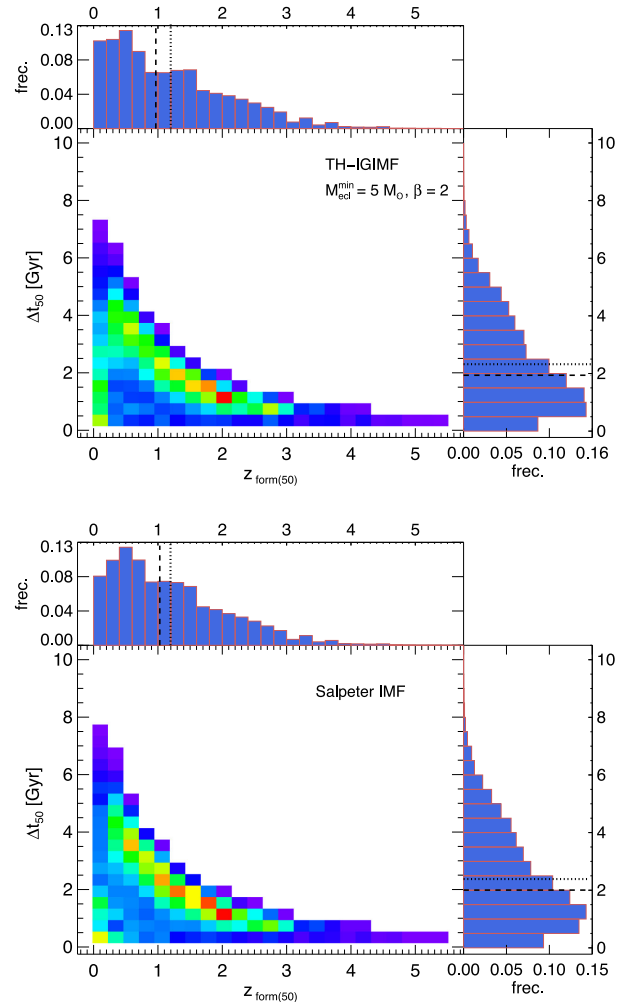 0 1 2 3 4 5
0.13
0.08
0.04
0.00
frec.
TH-IGIMF
M_ecl^min = 5 M_O, β = 2
10
8
6
4
2
0
Δt50 [Gyr]
10
8
6
4
2
0
0 1 2 3 4 5
z form(50)
0.00 0.05 0.10 0.16
frec.
0 1 2 3 4 5
0.13
0.08
0.04
0.00
frec.
Salpeter IMF
10
8
6
4
2
0
Δt50 [Gyr]
10
8
6
4
2
0
0 1 2 3 4 5
z form(50)
0.00 0.05 0.10 0.15
frec.